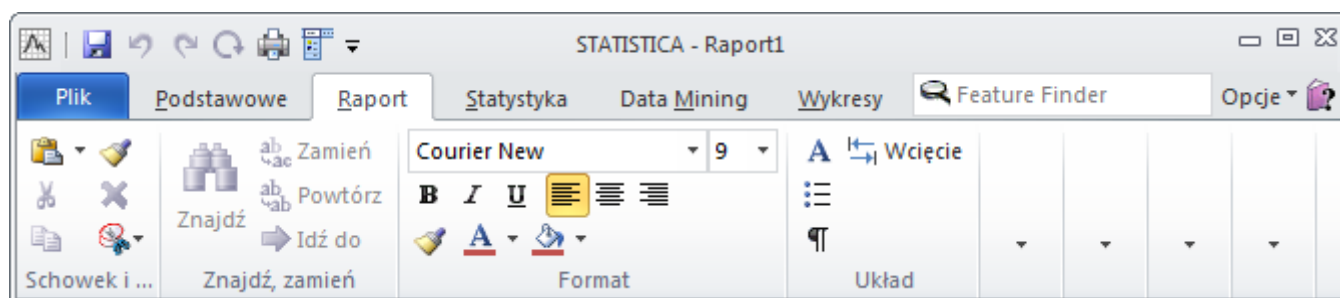 STATISTICA - Raport1
Plik Podstawowe Raport Statystyka Data Mining Wykresy Feature Finder Opcje
Zamień Courier New 9 A Wcięcie
Znajdź Powtórz B I U
Idź do A
Schowek i ... Znajdź, zamień Format Układ